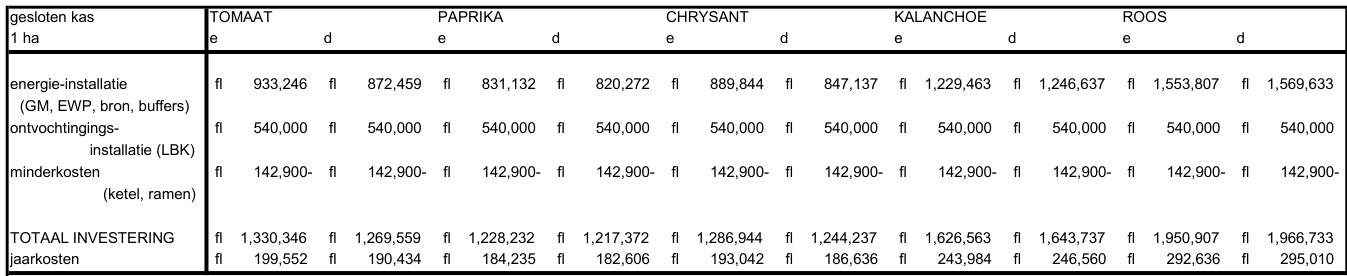 gesloten kas TOMAAT PAPRIKA CHRYSANT KALANCHOE ROOS
1 ha e d e d e d e d e d
energie-installatie fl 933,246 fl 872,459 fl 831,132 fl 820,272 fl 889,844 fl 847,137 fl 1,229,463 fl 1,246,637 fl 1,553,807 fl 1,569,633
(GM, EWP, bron, buffers)
ontvochtingings- fl 540,000 fl 540,000 fl 540,000 fl 540,000 fl 540,000 fl 540,000 fl 540,000 fl 540,000 fl 540,000 fl 540,000
installatie (LBK)
minderkosten fl 142,900- fl 142,900- fl 142,900- fl 142,900- fl 142,900- fl 142,900- fl 142,900- fl 142,900- fl 142,900- fl 142,900-
(ketel, ramen)
TOTAAL INVESTERING fl 1,330,346 fl 1,269,559 fl 1,228,232 fl 1,217,372 fl 1,286,944 fl 1,244,237 fl 1,626,563 fl 1,643,737 fl 1,950,907 fl 1,966,733
jaarkosten fl 199,552 fl 190,434 fl 184,235 fl 182,606 fl 193,042 fl 186,636 fl 243,984 fl 246,560 fl 292,636 fl 295,010